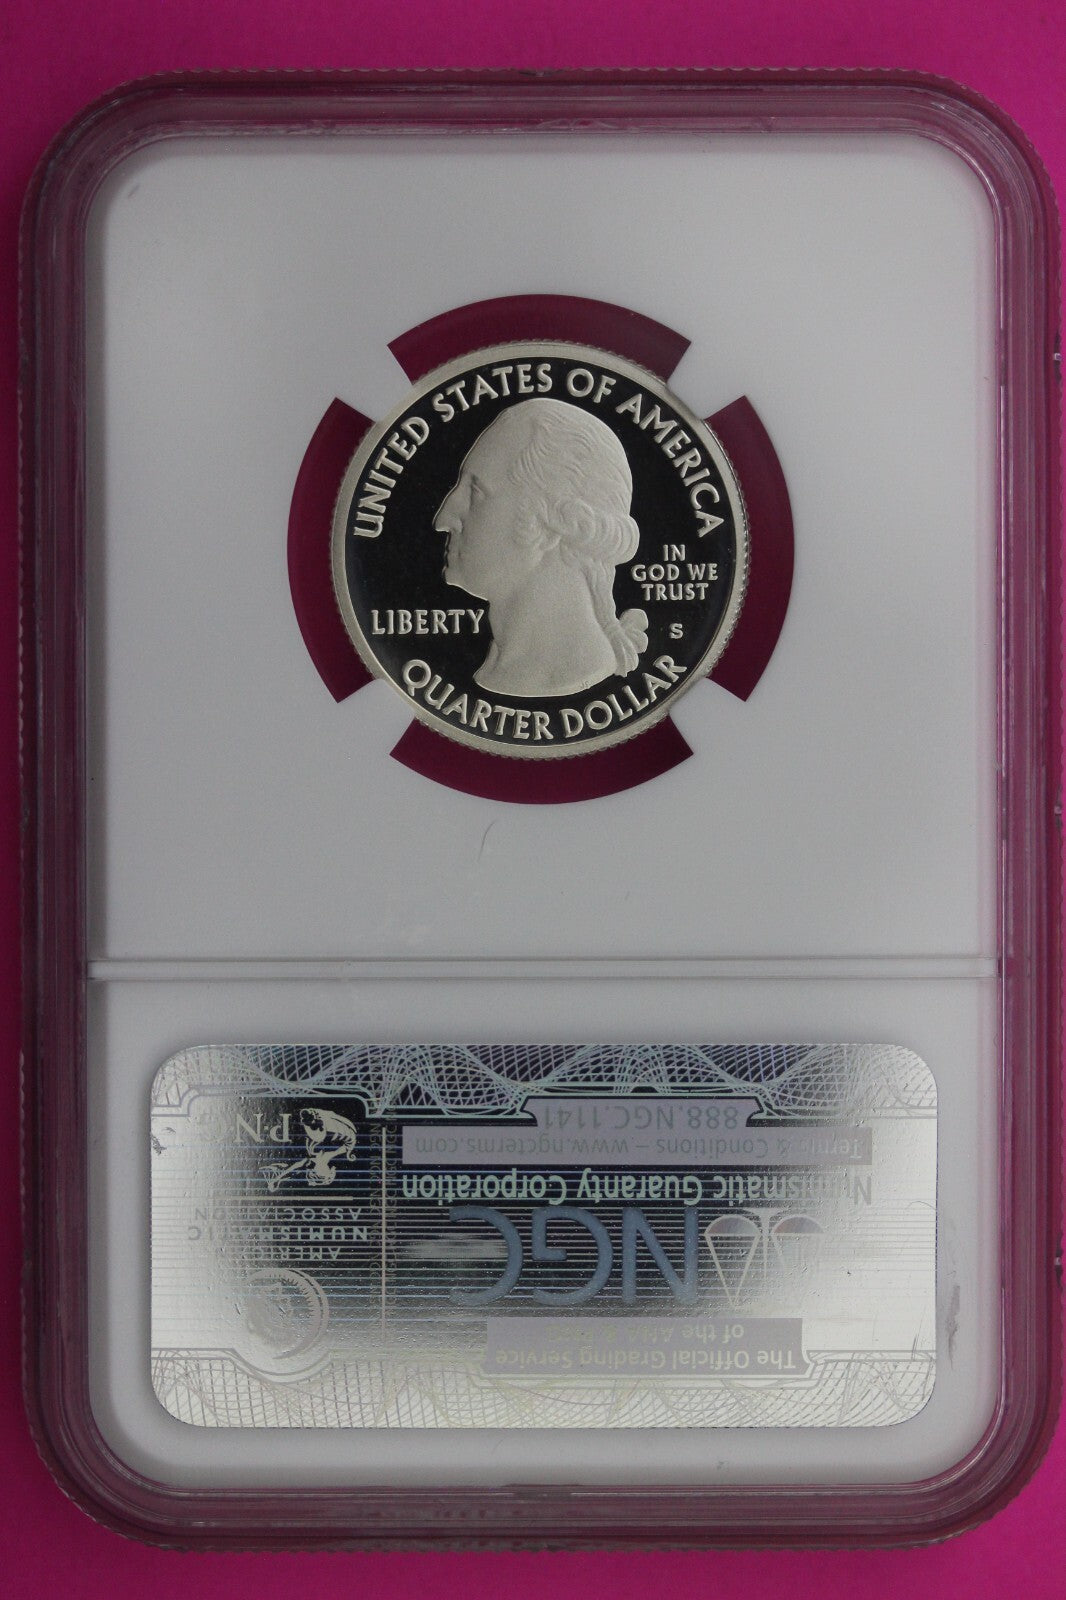 UNITED STATES OF AMERICA
IN
GOD WE
TRUST
LIBERTY
S
QUARTER DOLLAR
The Official Grading Service
of the ANA & PNG
NGC
Numismatic Guaranty Corporation
Terms & Conditions – www.ngcterms.com
888.NGC.1141
AMERICAN
NUMISMATIC
ASSOCIATION
P·N·G